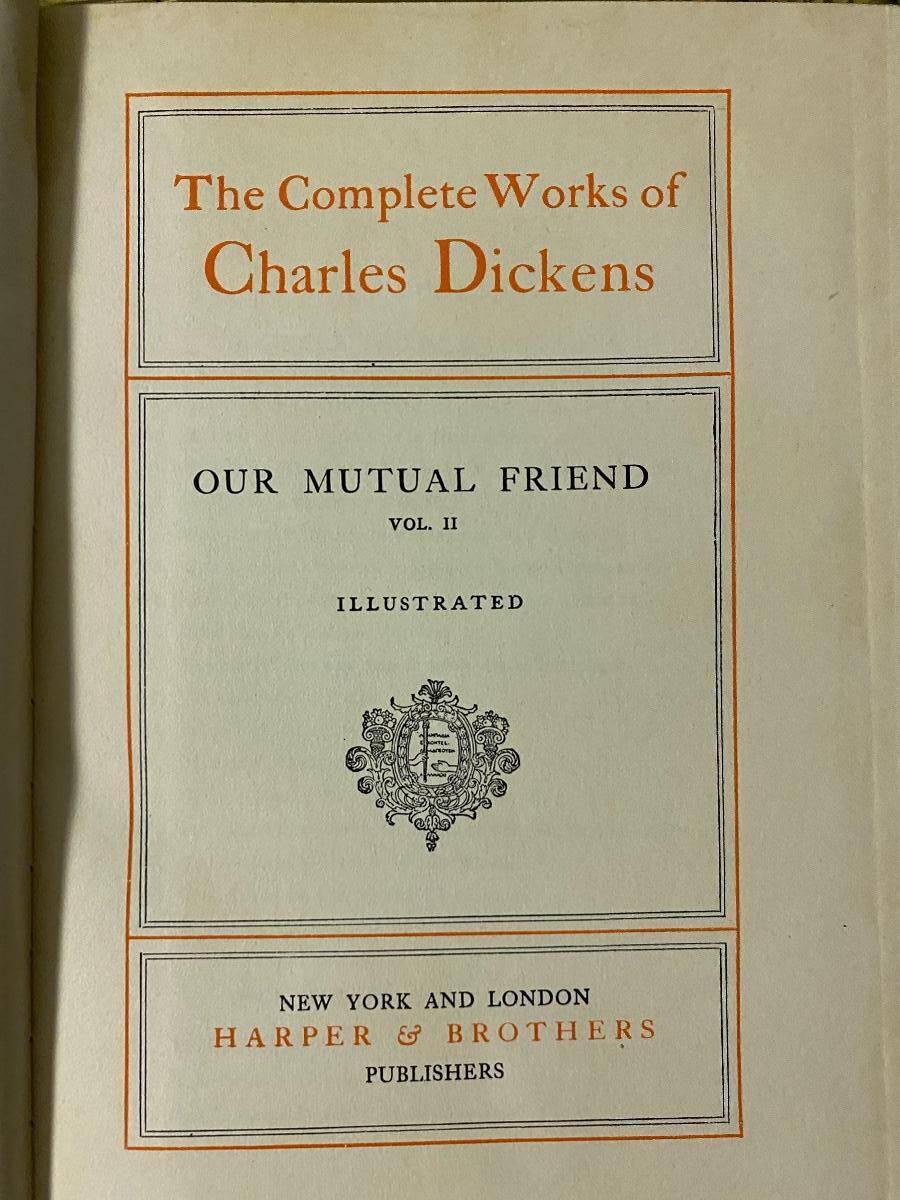 The Complete Works of
Charles Dickens
OUR MUTUAL FRIEND
VOL. II
ILLUSTRATED
NEW YORK AND LONDON
HARPER & BROTHERS
PUBLISHERS